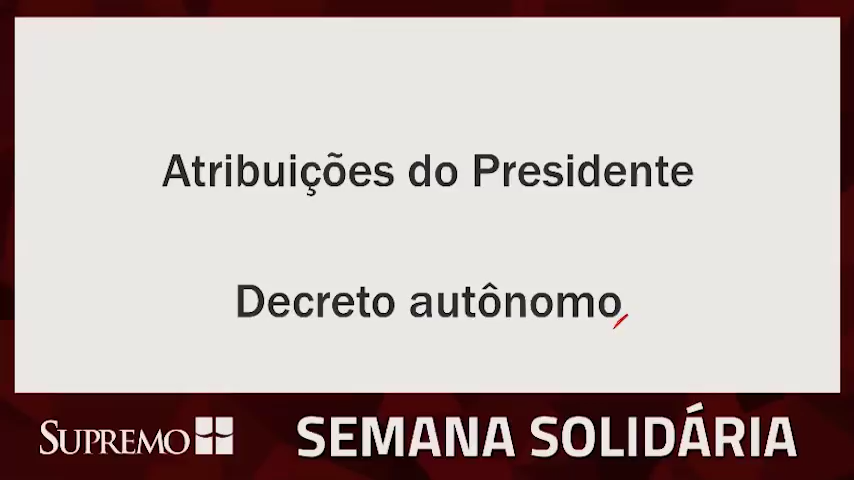 Atribuições do Presidente
Decreto autônomo
SUPREMO
SEMANA SOLIDÁRIA